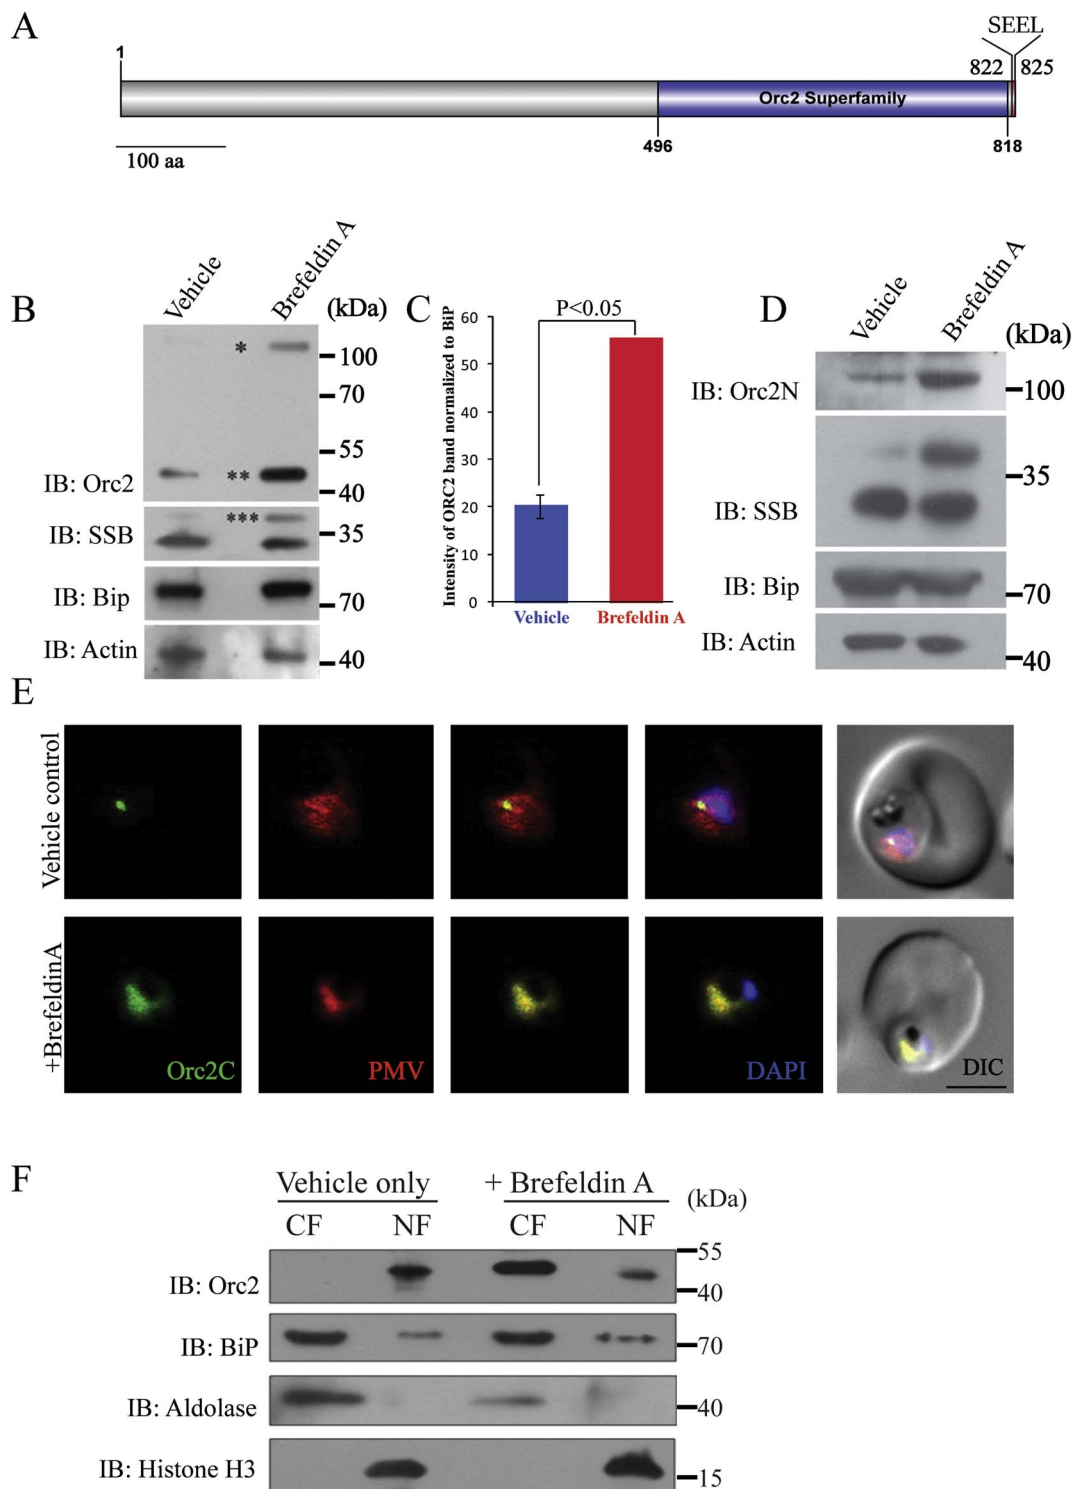 A
SEEL
1
822 825
Orc2 Superfamily
496
818
100 aa
B
Vehicle
Brefeldin A
(kDa)
*
100
70
55
IB: Orc2
**
40
***
IB: SSB
35
IB: Bip
70
IB: Actin
40
C
P<0.05
Intensity of ORC2 band normalized to BiP
60
50
40
30
20
10
0
Vehicle
Brefeldin A
D
Vehicle
Brefeldin A
(kDa)
IB: Orc2N
100
35
IB: SSB
IB: Bip
70
IB: Actin
40
E
Vehicle control
+BrefeldinA
Orc2C
PMV
DAPI
DIC
F
Vehicle only
+ Brefeldin A
(kDa)
CF NF CF NF
55
IB: Orc2
40
IB: BiP
70
IB: Aldolase
40
IB: Histone H3
15